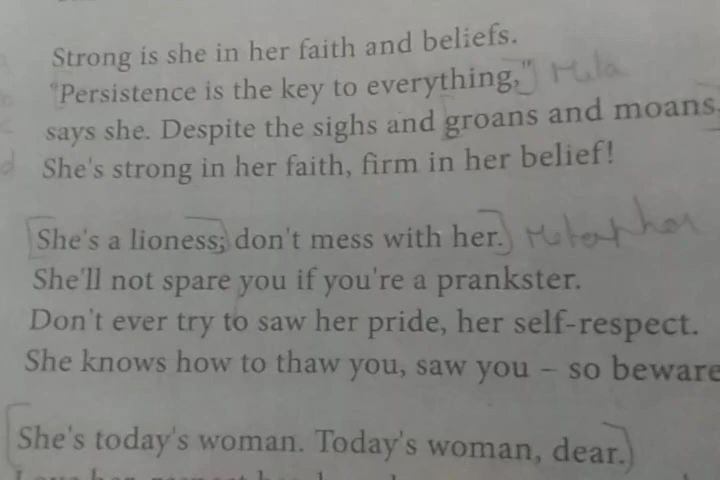 Strong is she in her faith and beliefs.
"Persistence is the key to everything,"
says she. Despite the sighs and groans and moans,
She's strong in her faith, firm in her belief!
She's a lioness; don't mess with her. Metaphor
She'll not spare you if you're a prankster.
Don't ever try to saw her pride, her self-respect.
She knows how to thaw you, saw you – so beware
She's today's woman. Today's woman, dear.